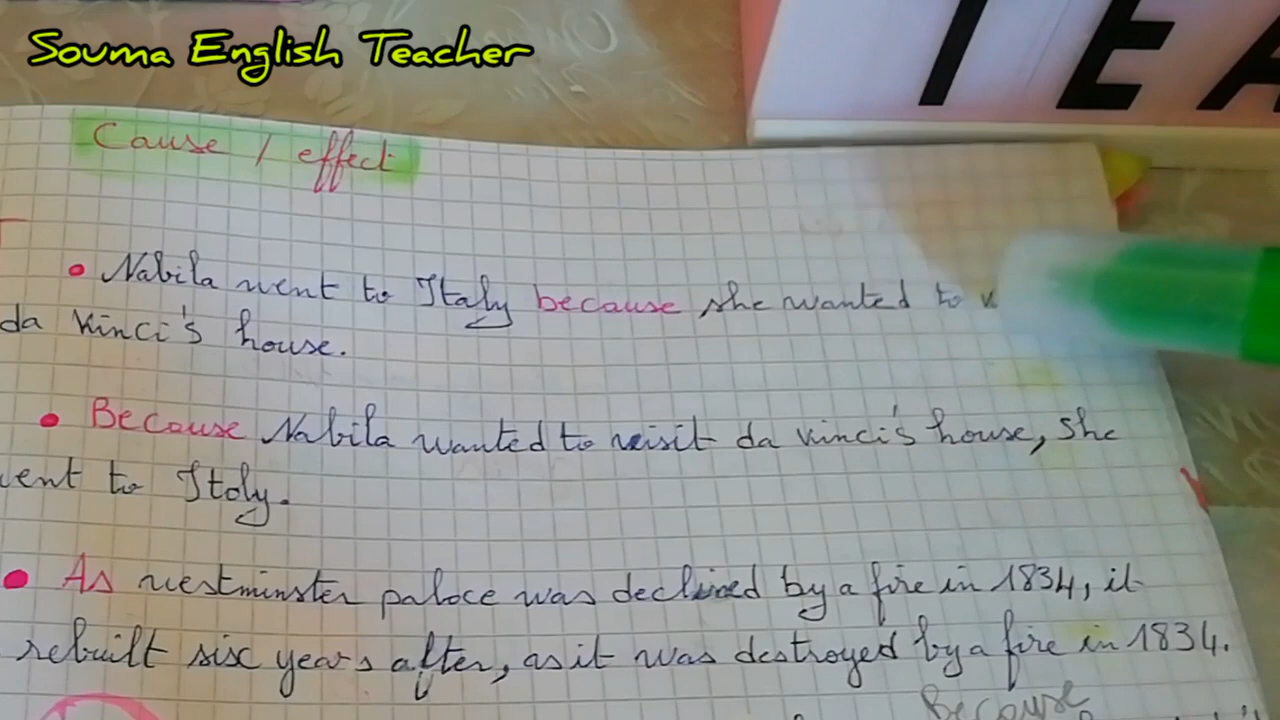 Souma English Teacher
TEA
Cause / effect
• Nabila went to Italy because she wanted to
da Vinci's house.
• Because Nabila wanted to visit da Vinci's house, she
went to Italy.
• As westminster palace was declined by a fire in 1834, it
rebuilt six years after, as it was destroyed by a fire in 1834.
Because